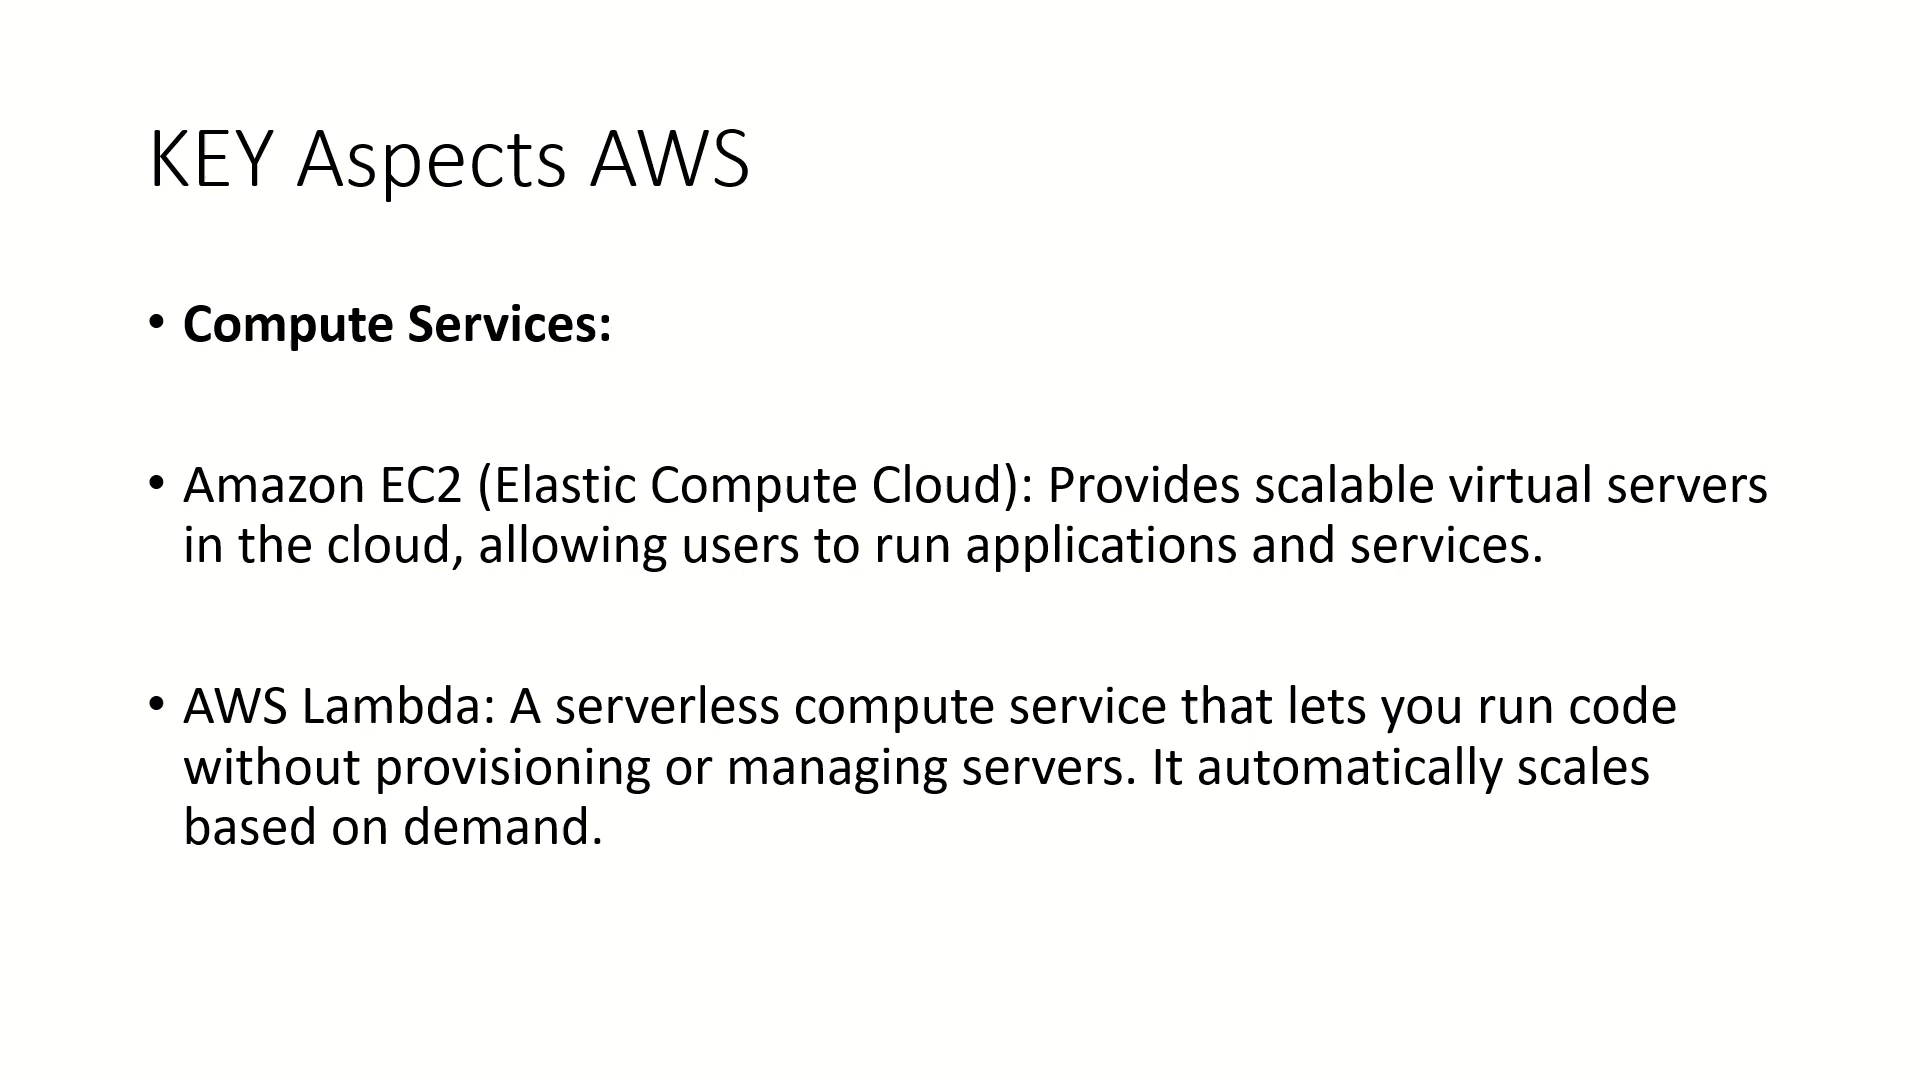 KEY Aspects AWS
• Compute Services:
• Amazon EC2 (Elastic Compute Cloud): Provides scalable virtual servers
in the cloud, allowing users to run applications and services.
• AWS Lambda: A serverless compute service that lets you run code
without provisioning or managing servers. It automatically scales
based on demand.